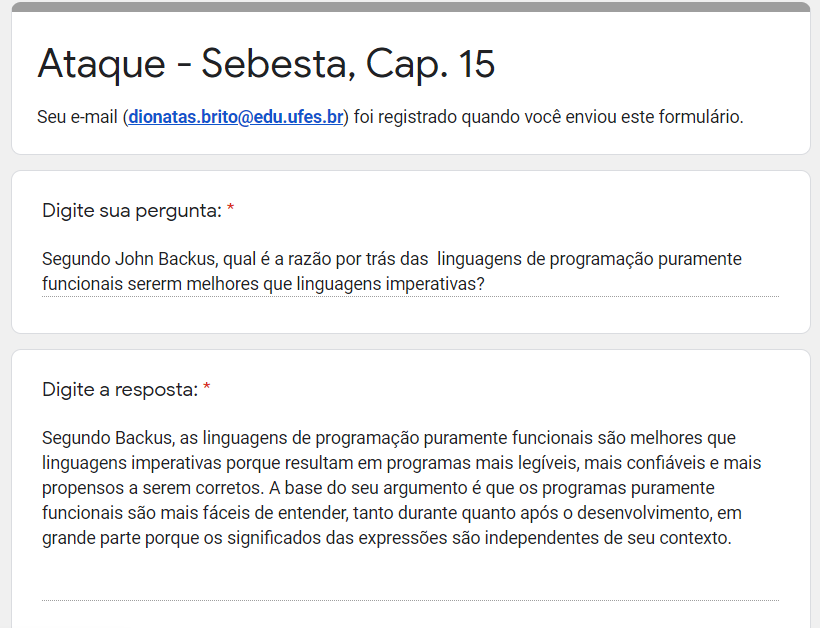 Ataque - Sebesta, Cap. 15
Seu e-mail (dionatas.brito@edu.ufes.br) foi registrado quando você enviou este formulário.
Digite sua pergunta: *
Segundo John Backus, qual é a razão por trás das  linguagens de programação puramente
funcionais sererm melhores que linguagens imperativas?
Digite a resposta: *
Segundo Backus, as linguagens de programação puramente funcionais são melhores que
linguagens imperativas porque resultam em programas mais legíveis, mais confiáveis e mais
propensos a serem corretos. A base do seu argumento é que os programas puramente
funcionais são mais fáceis de entender, tanto durante quanto após o desenvolvimento, em
grande parte porque os significados das expressões são independentes de seu contexto.